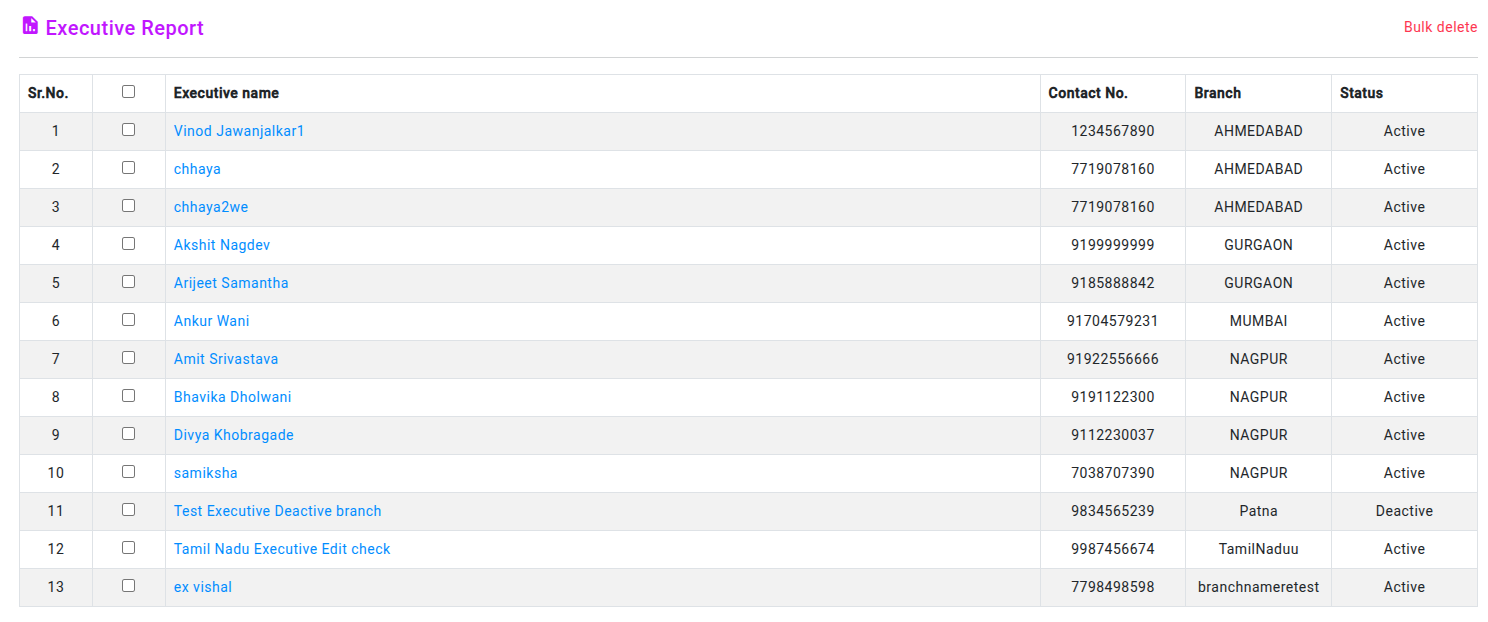 Executive Report
Bulk delete
Sr.No. Executive name Contact No. Branch Status
1 Vinod Jawanjalkar1 1234567890 AHMEDABAD Active
2 chhaya 7719078160 AHMEDABAD Active
3 chhaya2we 7719078160 AHMEDABAD Active
4 Akshit Nagdev 9199999999 GURGAON Active
5 Arijeet Samantha 9185888842 GURGAON Active
6 Ankur Wani 91704579231 MUMBAI Active
7 Amit Srivastava 91922556666 NAGPUR Active
8 Bhavika Dholwani 9191122300 NAGPUR Active
9 Divya Khobragade 9112230037 NAGPUR Active
10 samiksha 7038707390 NAGPUR Active
11 Test Executive Deactive branch 9834565239 Patna Deactive
12 Tamil Nadu Executive Edit check 9987456674 TamilNaduu Active
13 ex vishal 7798498598 branchnameretest Active